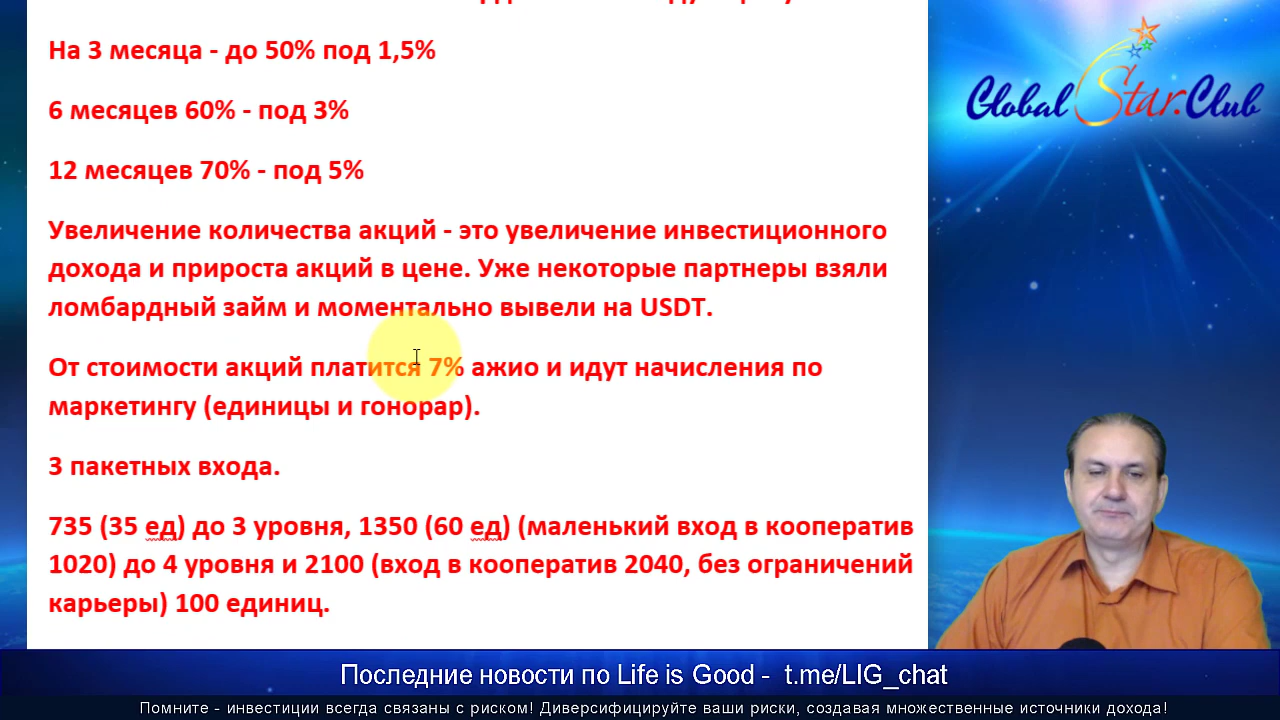 На 3 месяца - до 50% под 1,5%
6 месяцев 60% - под 3%
12 месяцев 70% - под 5%
Увеличение количества акций - это увеличение инвестиционного
дохода и прироста акций в цене. Уже некоторые партнеры взяли
ломбардный займ и моментально вывели на USDT.
От стоимости акций платится 7% ажио и идут начисления по
маркетингу (единицы и гонорар).
3 пакетных входа.
735 (35 ед) до 3 уровня, 1350 (60 ед) (маленький вход в кооператив
1020) до 4 уровня и 2100 (вход в кооператив 2040, без ограничений
карьеры) 100 единиц.
Global Star.Club
Последние новости по Life is Good - t.me/LIG_chat
Помните - инвестиции всегда связаны с риском! Диверсифицируйте ваши риски, создавая множественные источники дохода!